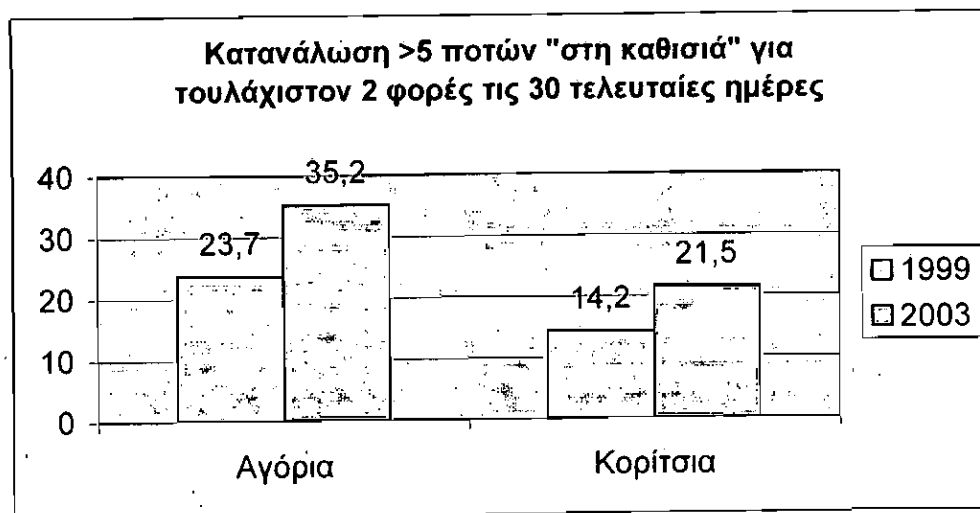 Κατανάλωση >5 ποτών "στη καθισιά" για
τουλάχιστον 2 φορές τις 30 τελευταίες ημέρες
40
30
20
10
0
23,7
35,2
14,2
21,5
Αγόρια
Κορίτσια
1999
2003